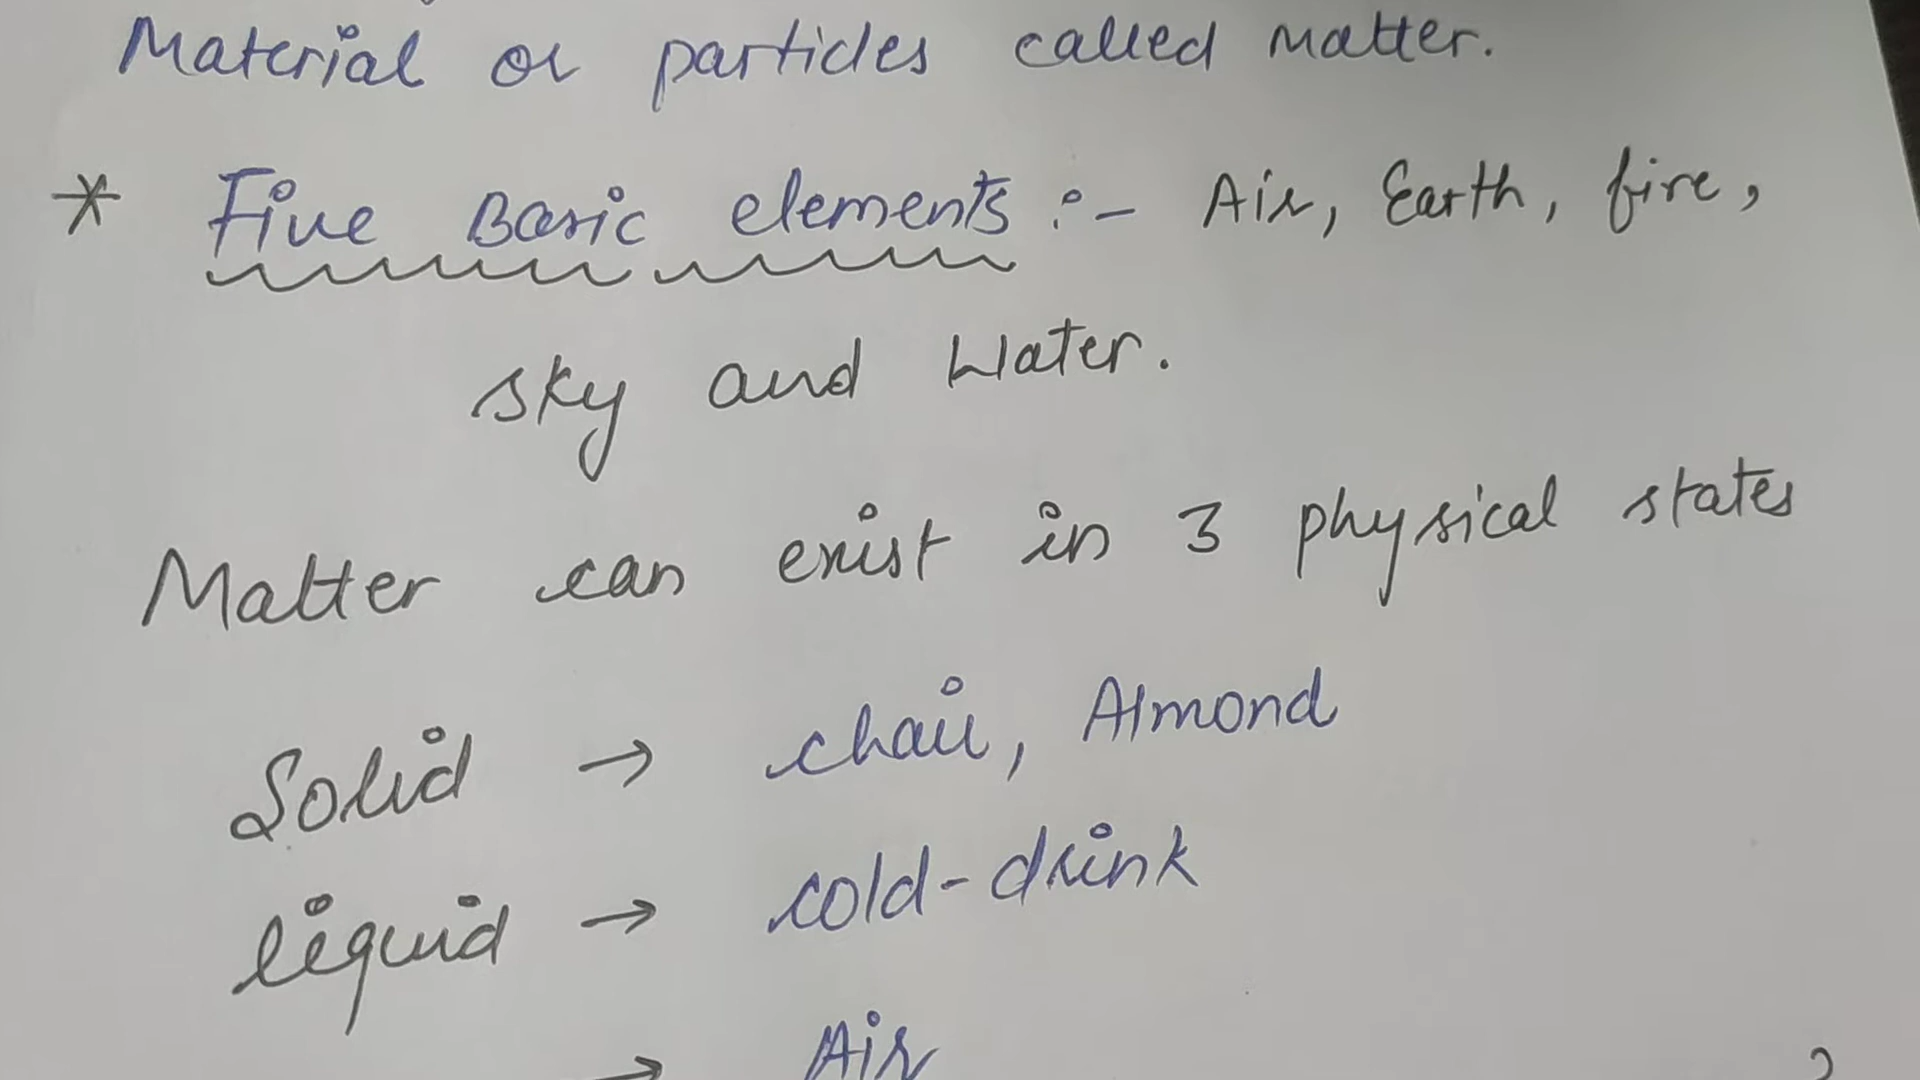 Material or particles called matter.
* Five Basic elements :- Air, Earth, fire,
sky and Water.
Matter can exist in 3 physical states
Solid → chair, Almond
liquid → cold-drink
→ Air